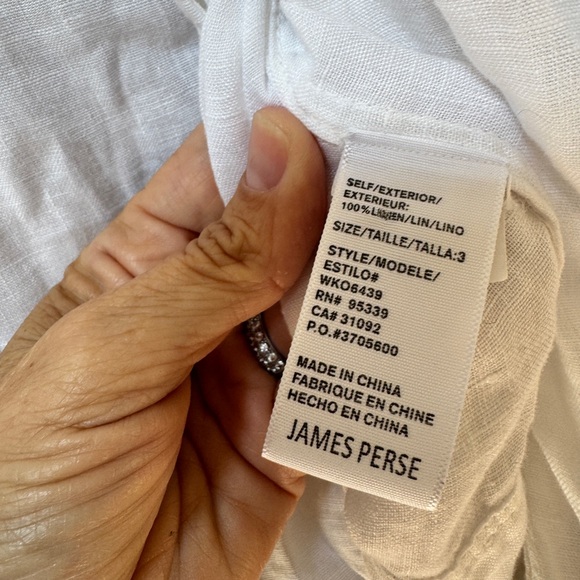 SELF/EXTERIOR/
EXTERIEUR:
100%LINEN/LIN/LINO
SIZE/TAILLE/TALLA:3
STYLE/MODELE/
ESTILO#
WKO6439
RN# 95339
CA# 31092
P.O.#3705600
MADE IN CHINA
FABRIQUE EN CHINE
HECHO EN CHINA
JAMES PERSE